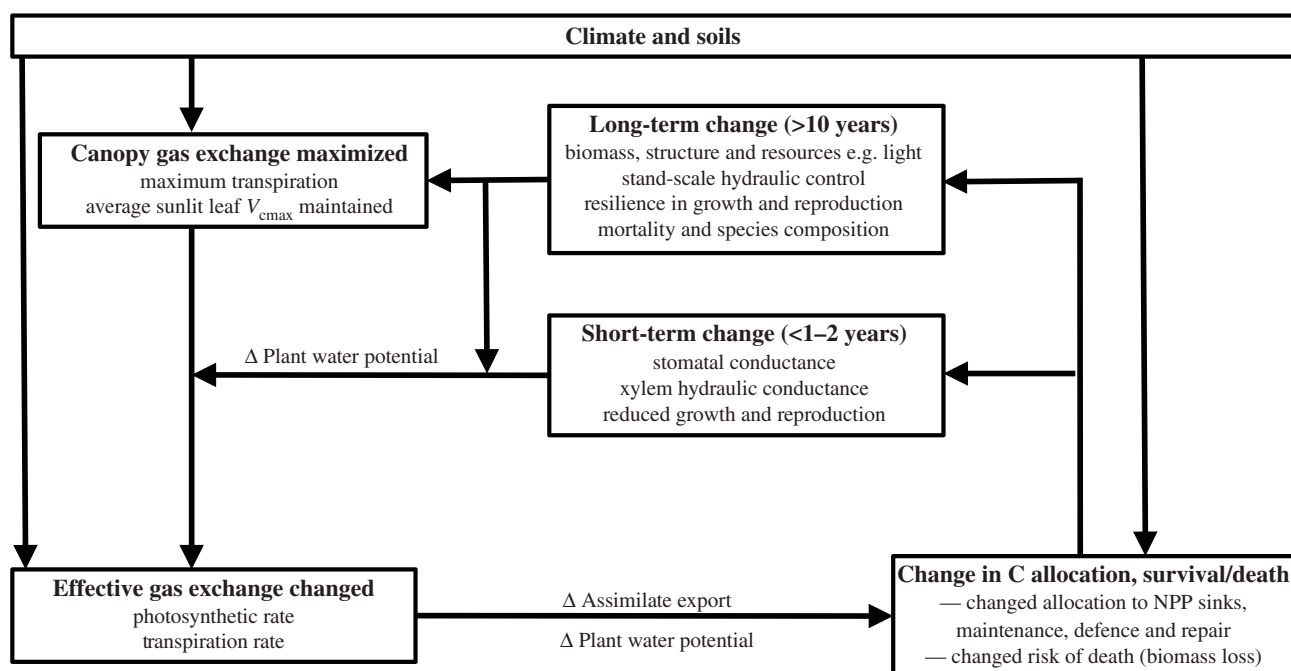 Climate and soils
Canopy gas exchange maximized
maximum transpiration
average sunlit leaf Vcmax maintained
Long-term change (>10 years)
biomass, structure and resources e.g. light
stand-scale hydraulic control
resilience in growth and reproduction
mortality and species composition
Δ Plant water potential
Short-term change (<1–2 years)
stomatal conductance
xylem hydraulic conductance
reduced growth and reproduction
Effective gas exchange changed
photosynthetic rate
transpiration rate
Δ Assimilate export
Δ Plant water potential
Change in C allocation, survival/death
— changed allocation to NPP sinks,
maintenance, defence and repair
— changed risk of death (biomass loss)